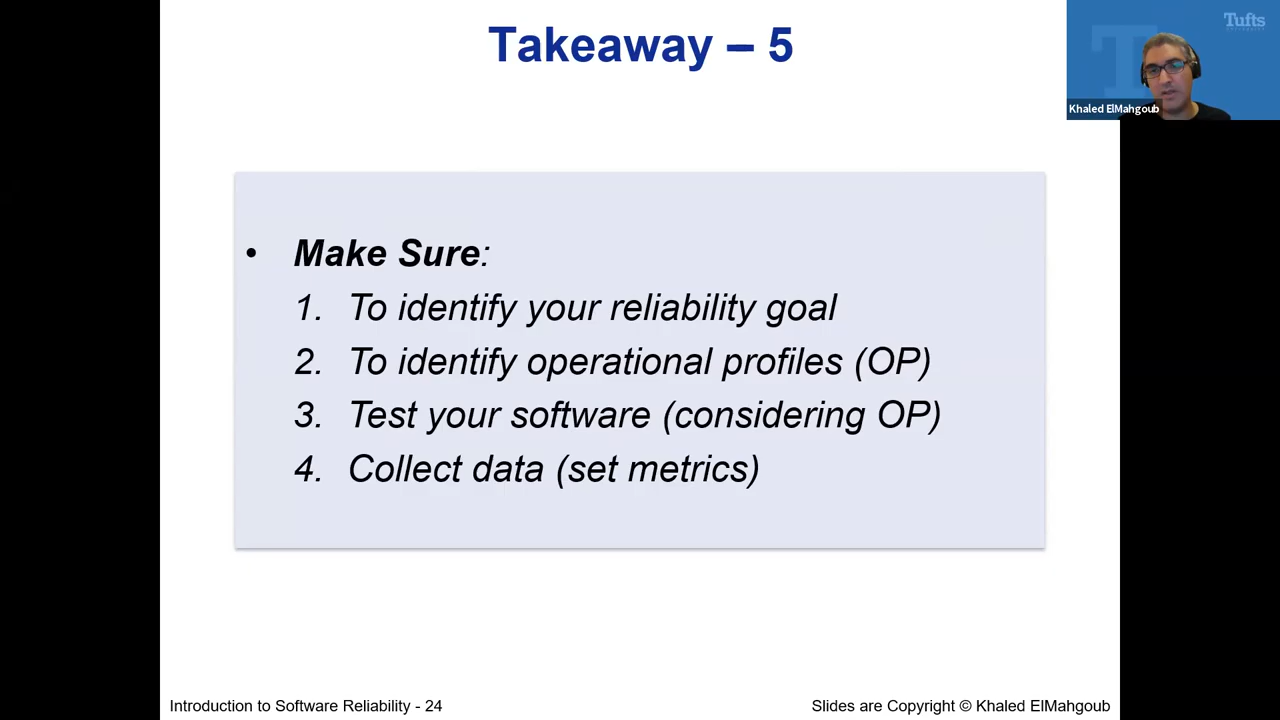 Takeaway – 5
Tufts
Khaled ElMahgoub
• Make Sure:
1. To identify your reliability goal
2. To identify operational profiles (OP)
3. Test your software (considering OP)
4. Collect data (set metrics)
Introduction to Software Reliability - 24
Slides are Copyright © Khaled ElMahgoub